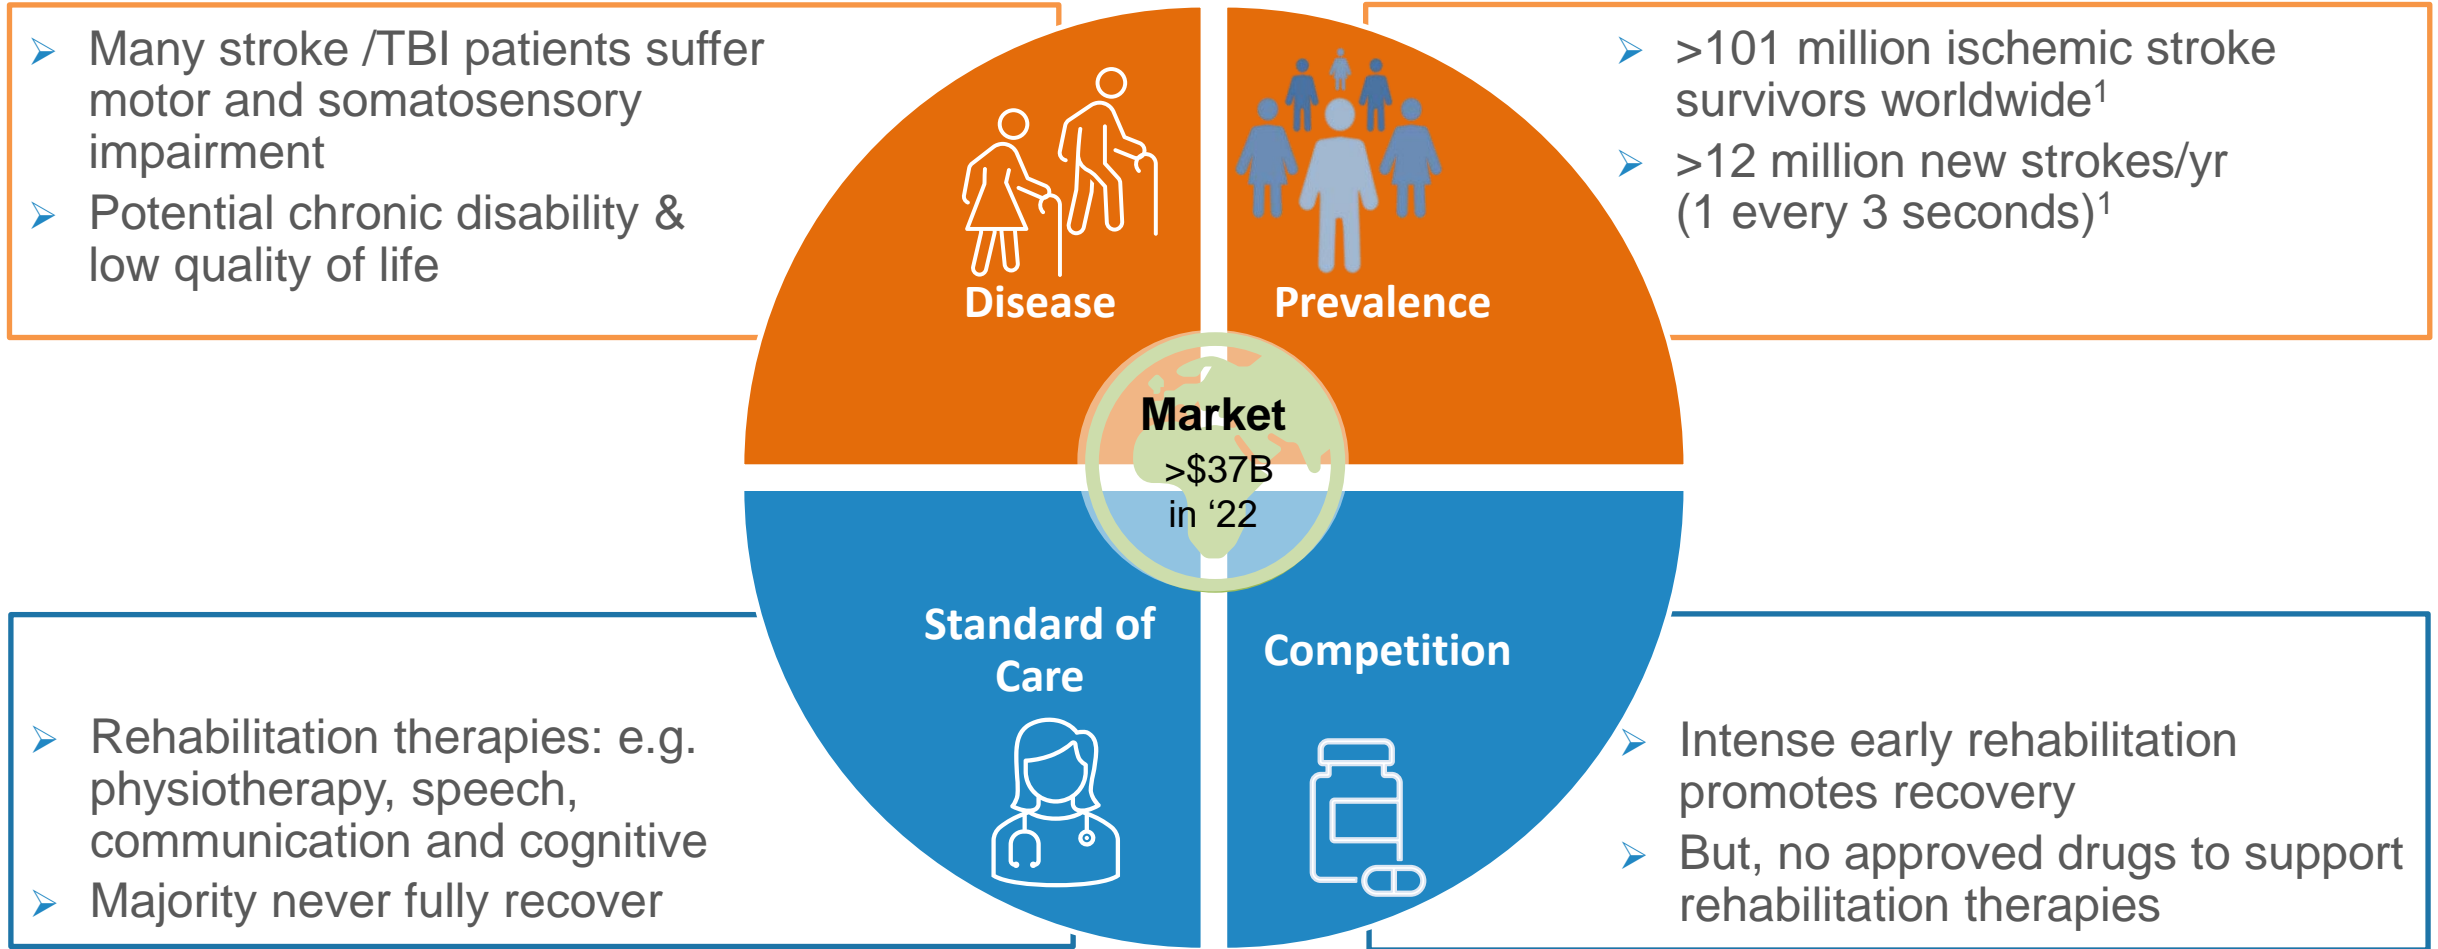 ➢ Many stroke /TBI patients suffer
motor and somatosensory
impairment
➢ Potential chronic disability &
low quality of life
Disease
Prevalence
➢ >101 million ischemic stroke
survivors worldwide¹
➢ >12 million new strokes/yr
(1 every 3 seconds)¹
Market
>$37B
in ‘22
Standard of
Care
➢ Rehabilitation therapies: e.g.
physiotherapy, speech,
communication and cognitive
➢ Majority never fully recover
Competition
➢ Intense early rehabilitation
promotes recovery
➢ But, no approved drugs to support
rehabilitation therapies